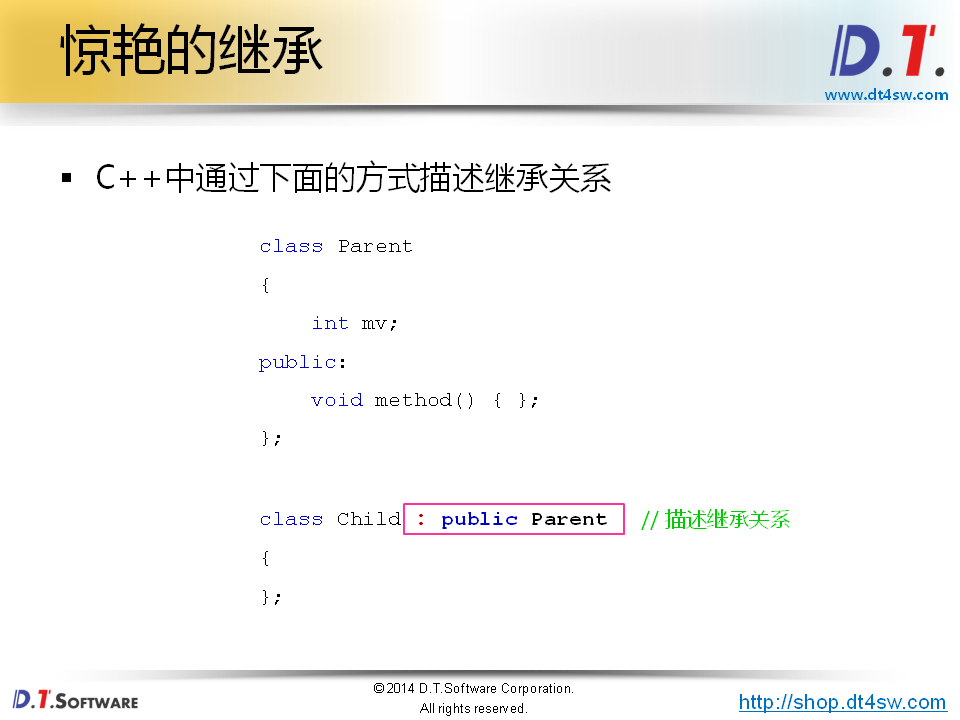 惊艳的继承
D.T.
www.dt4sw.com
▪ C++中通过下面的方式描述继承关系
class Parent
{
    int mv;
public:
    void method() { };
};
class Child : public Parent // 描述继承关系
{
};
D.T.SOFTWARE
©2014 D.T.Software Corporation.
All rights reserved.
http://shop.dt4sw.com